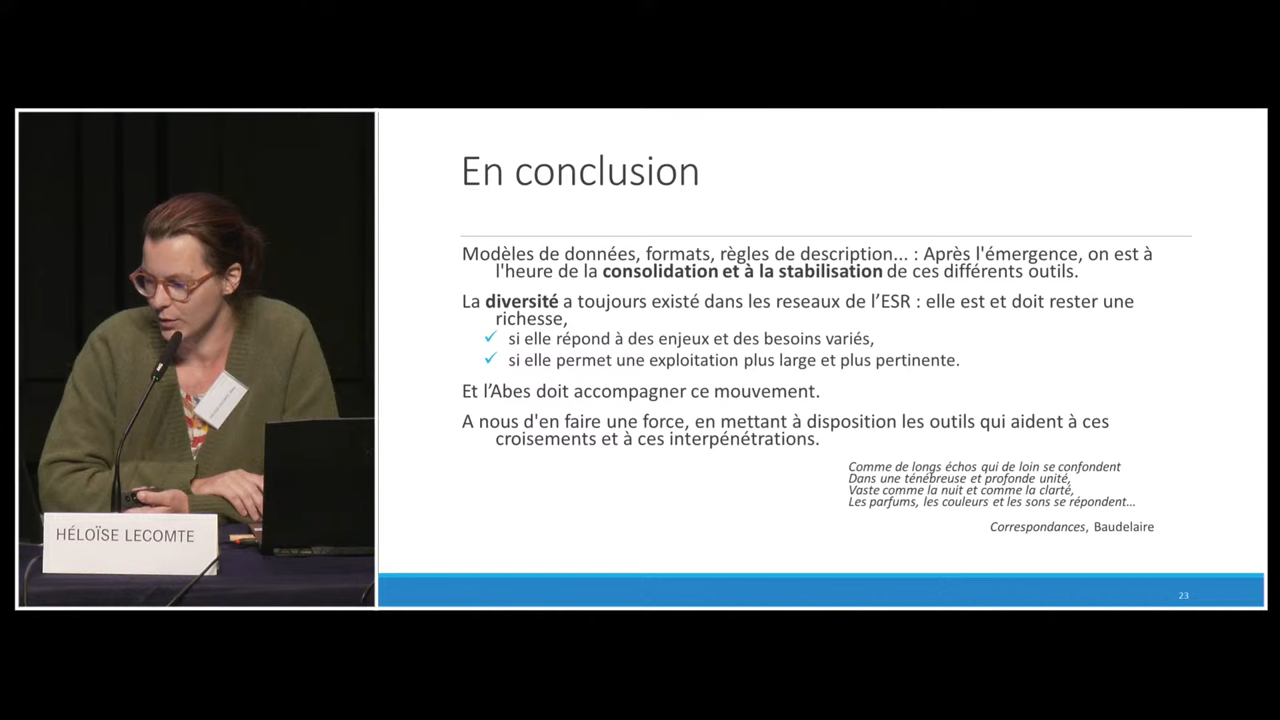 En conclusion
Modèles de données, formats, règles de description... : Après l'émergence, on est à
l'heure de la consolidation et à la stabilisation de ces différents outils.
La diversité a toujours existé dans les reseaux de l’ESR : elle est et doit rester une
richesse,
✓ si elle répond à des enjeux et des besoins variés,
✓ si elle permet une exploitation plus large et plus pertinente.
Et l’Abes doit accompagner ce mouvement.
A nous d'en faire une force, en mettant à disposition les outils qui aident à ces
croisements et à ces interpénétrations.
Comme de longs échos qui de loin se confondent
Dans une ténébreuse et profonde unité,
Vaste comme la nuit et comme la clarté,
Les parfums, les couleurs et les sons se répondent…
Correspondances, Baudelaire
23
HÉLOÏSE LECOMTE